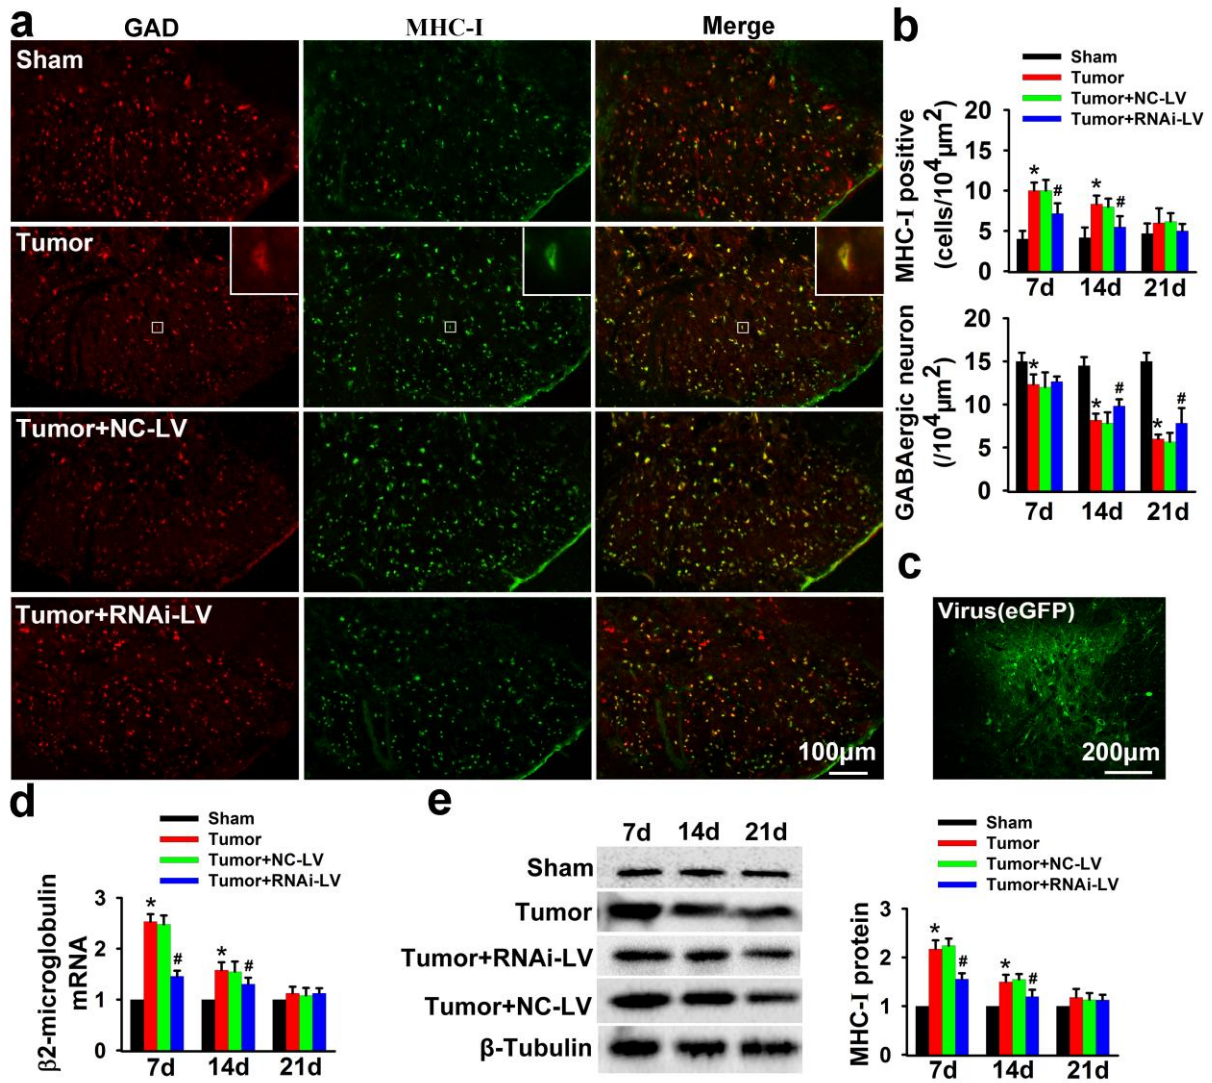 a
GAD
MHC-I
Merge
Sham
Tumor
Tumor+NC-LV
Tumor+RNAi-LV
100μm
b
Sham
Tumor
Tumor+NC-LV
Tumor+RNAi-LV
MHC-I positive
(cells/10⁴μm²)
20
15
10
5
0
* # * #
7d 14d 21d
GABAergic neuron
(/10⁴μm²)
20
15
10
5
0
* * # * #
7d 14d 21d
c
Virus(eGFP)
200μm
d
Sham
Tumor
Tumor+NC-LV
Tumor+RNAi-LV
β2-microglobulin
mRNA
3
2
1
0
* # * #
7d 14d 21d
e
7d 14d 21d
Sham
Tumor
Tumor+RNAi-LV
Tumor+NC-LV
β-Tubulin
Sham
Tumor
Tumor+NC-LV
Tumor+RNAi-LV
MHC-I protein
3
2
1
0
* # * #
7d 14d 21d